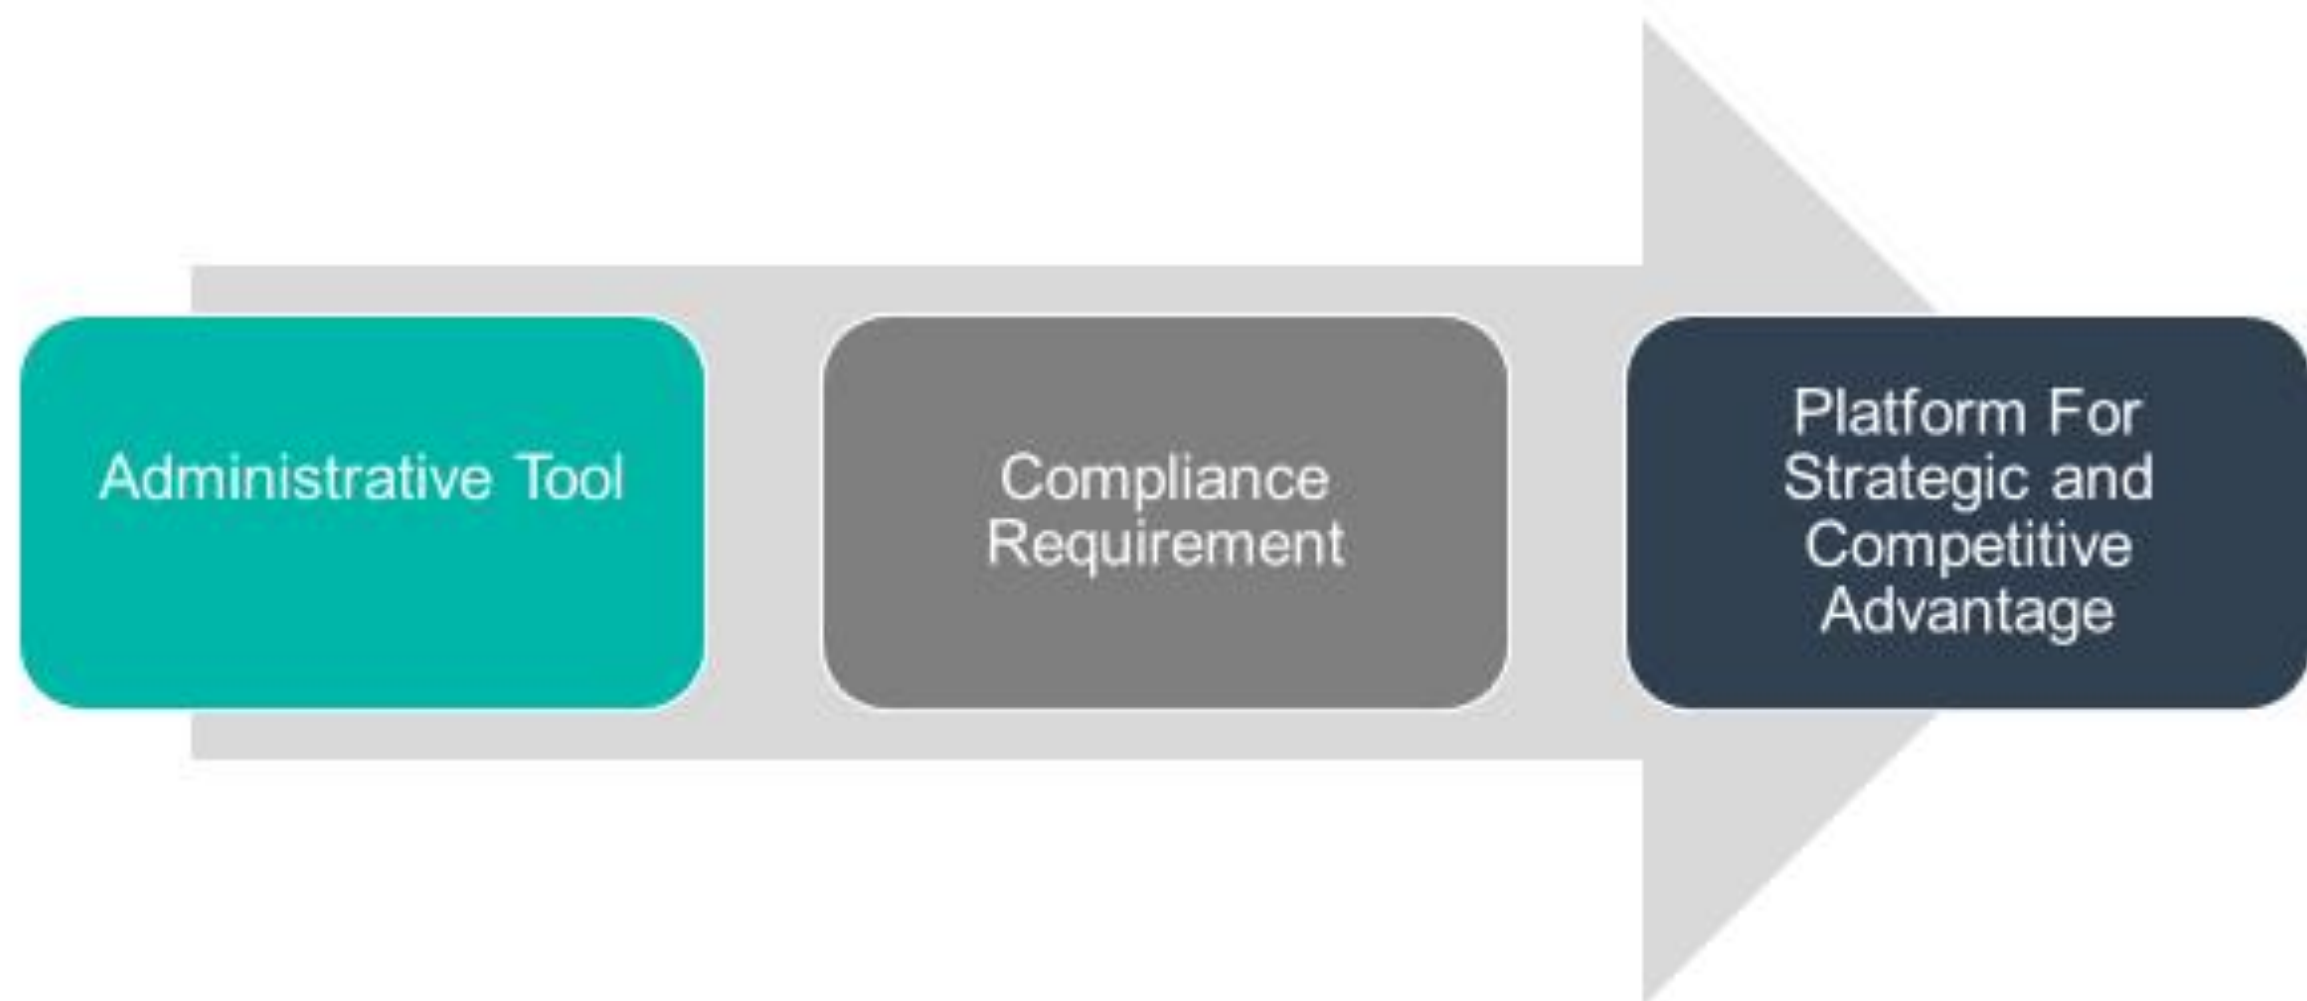 Administrative Tool
Compliance
Requirement
Platform For
Strategic and
Competitive
Advantage